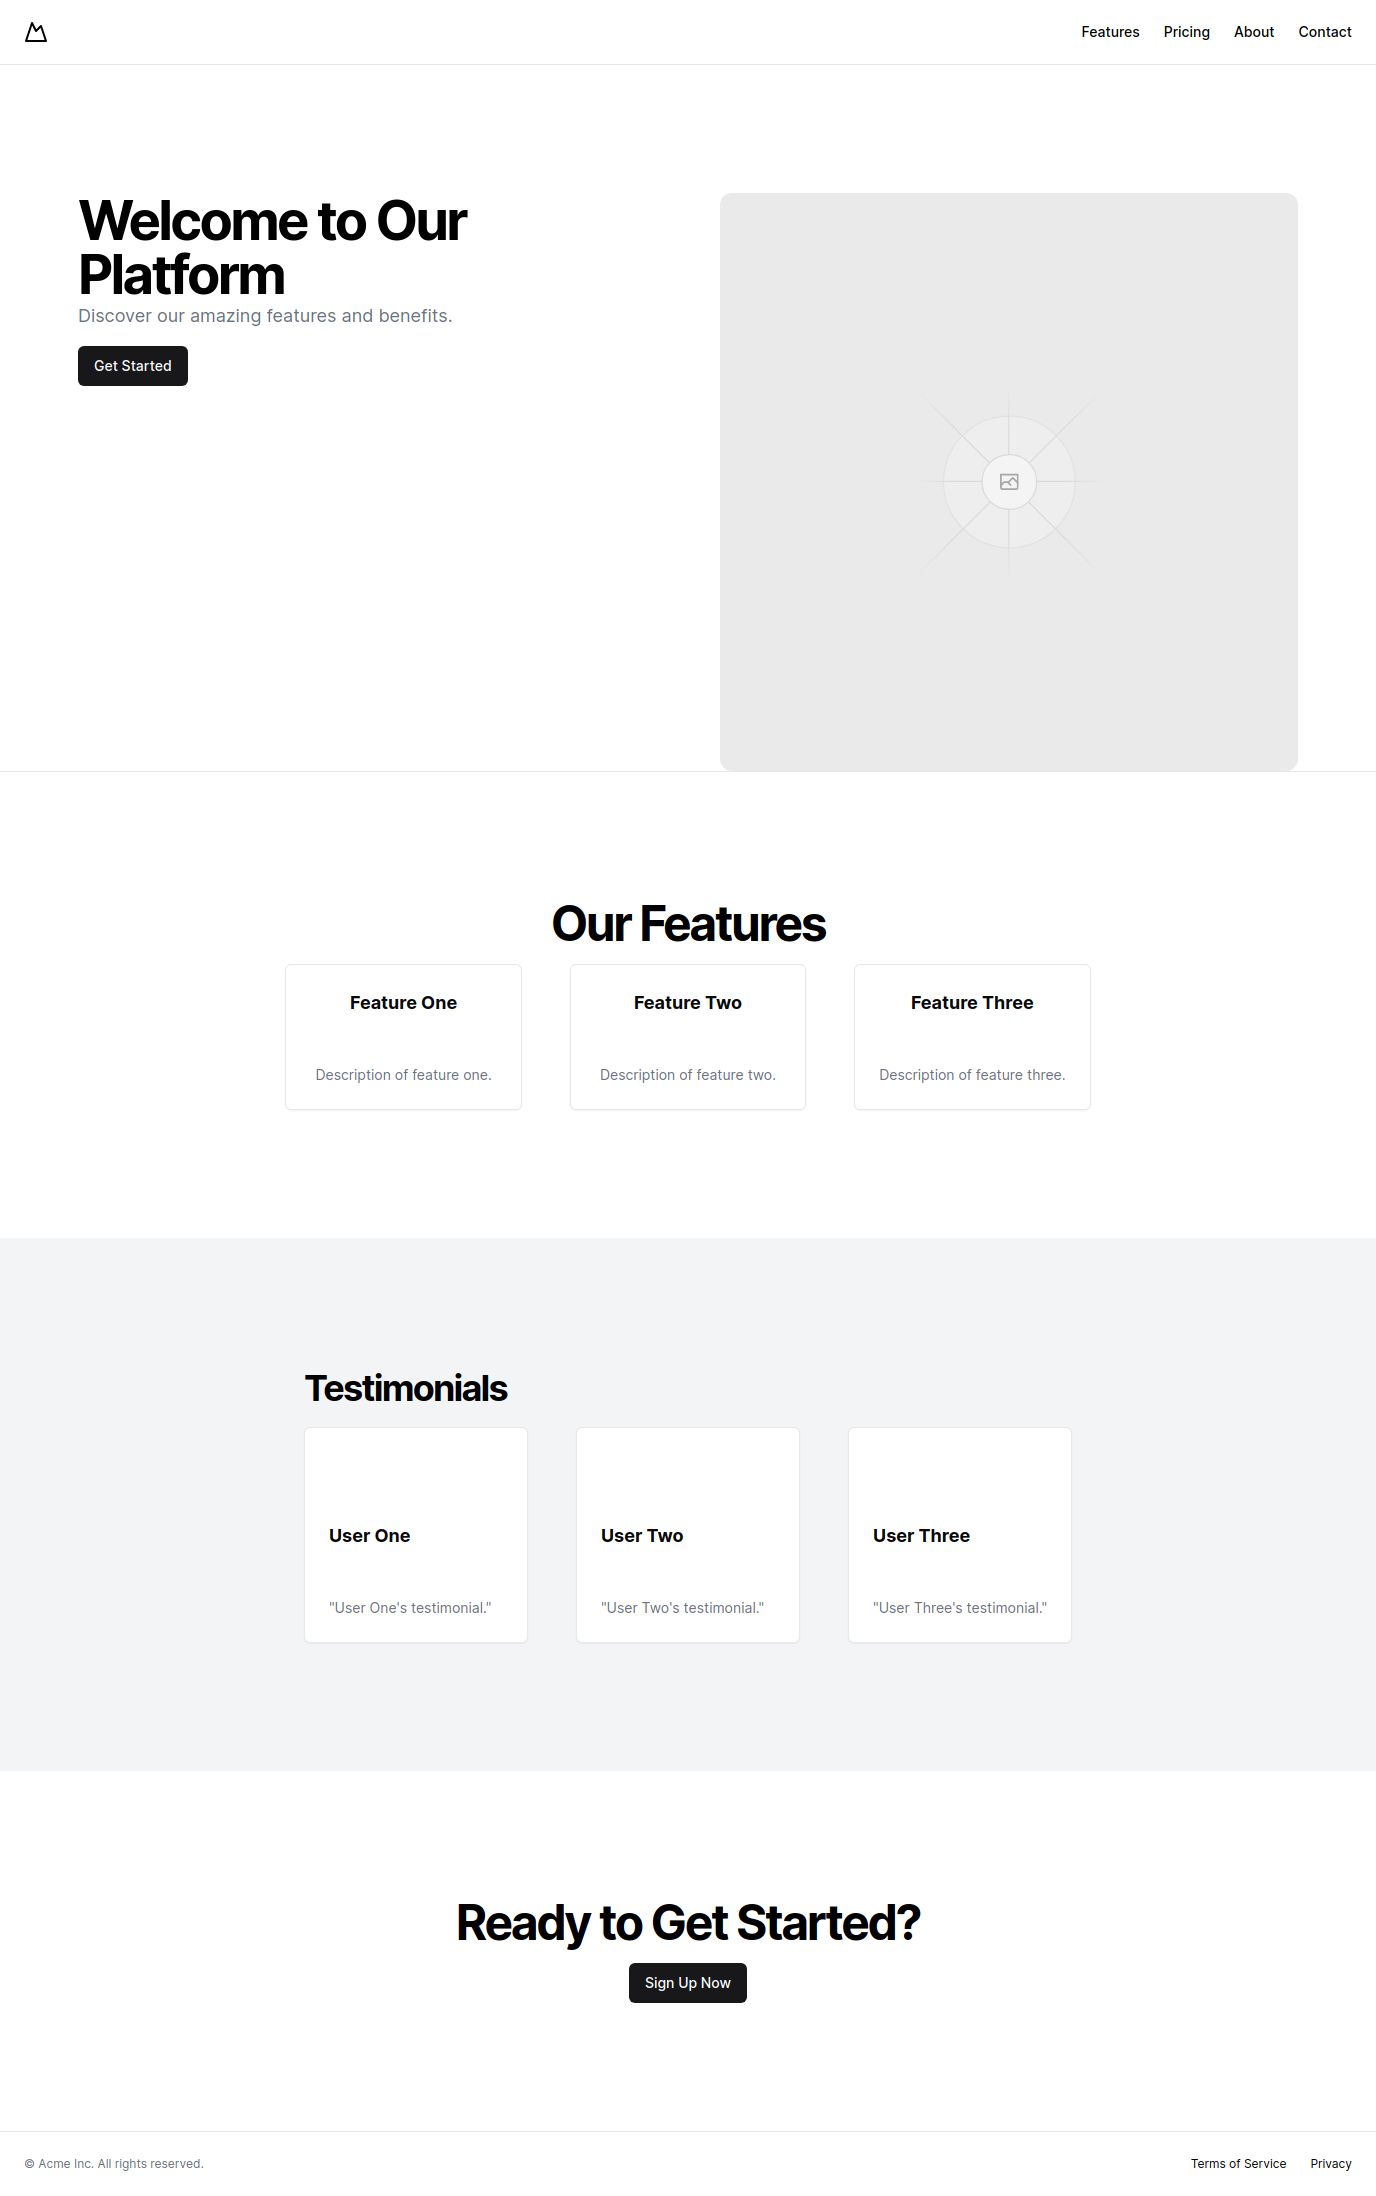 Features Pricing About Contact
Welcome to Our
Platform
Discover our amazing features and benefits.
Get Started
Our Features
Feature One
Description of feature one.
Feature Two
Description of feature two.
Feature Three
Description of feature three.
Testimonials
User One
"User One's testimonial."
User Two
"User Two's testimonial."
User Three
"User Three's testimonial."
Ready to Get Started?
Sign Up Now
© Acme Inc. All rights reserved.
Terms of Service Privacy